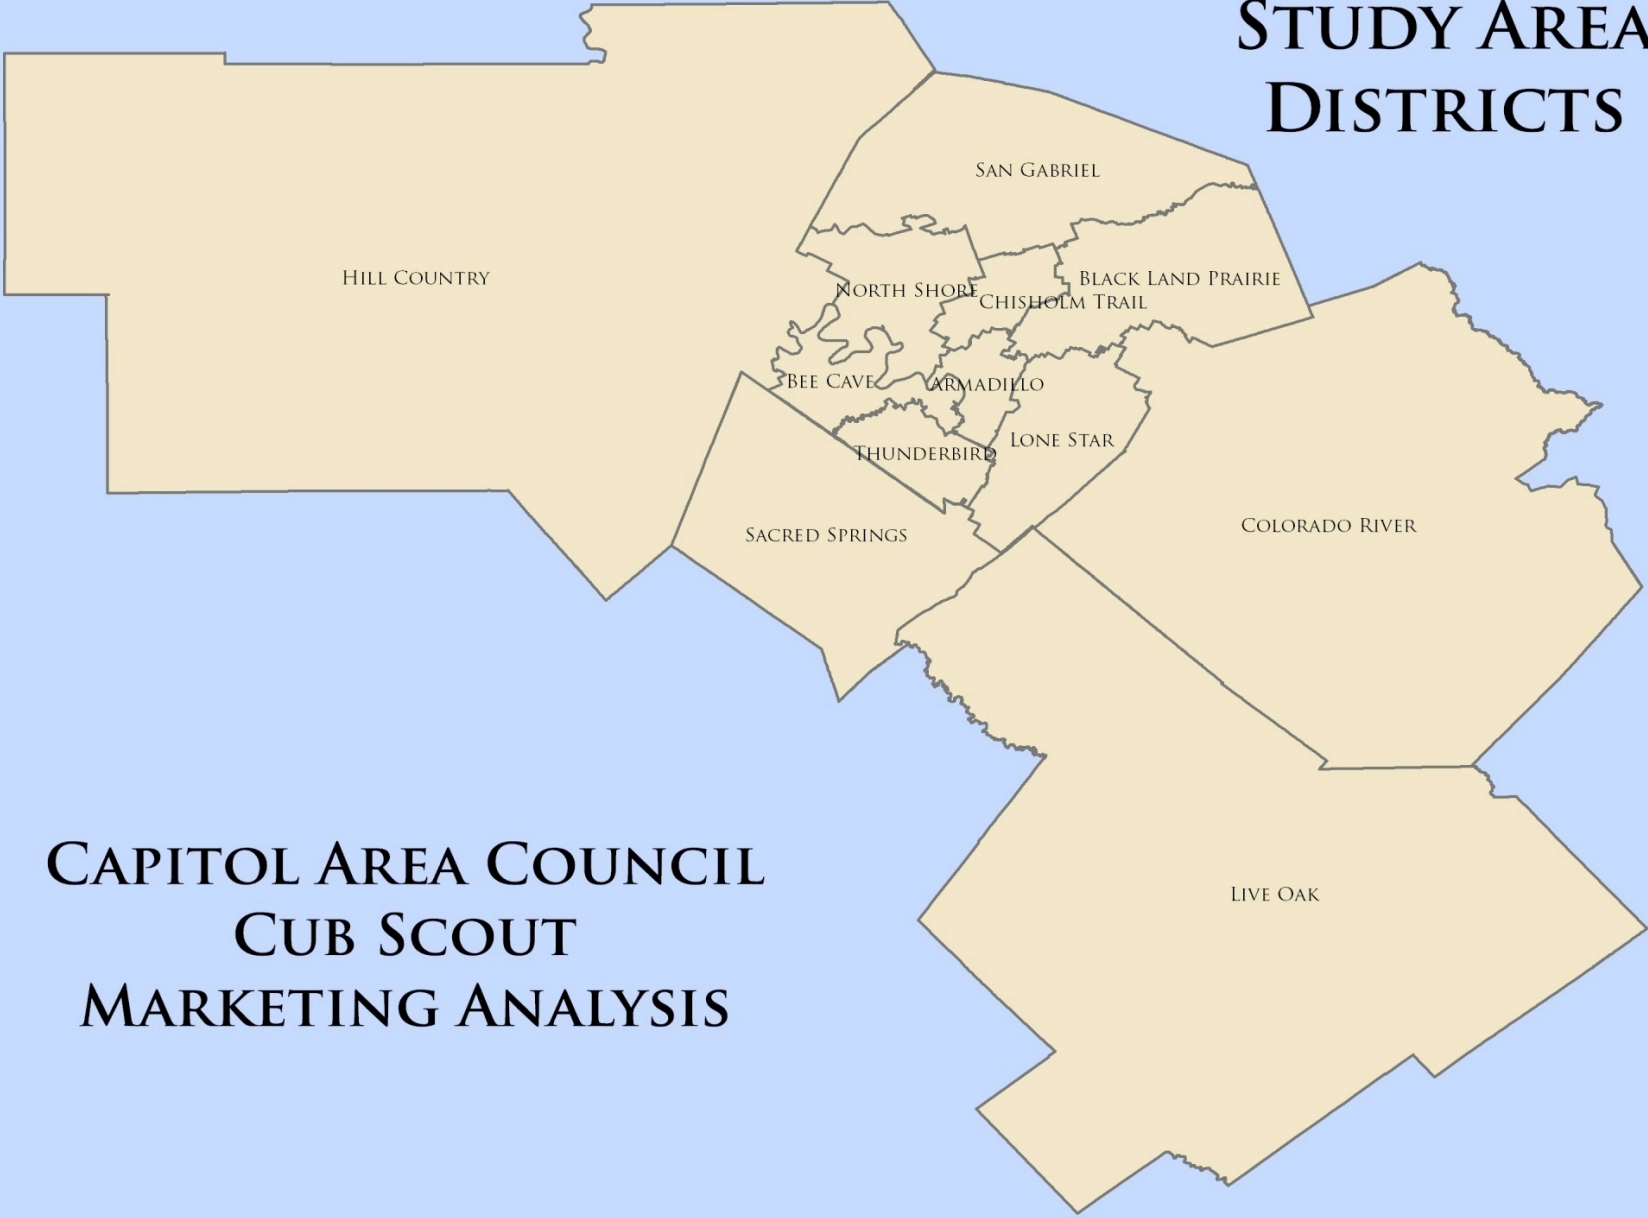 STUDY AREA
DISTRICTS
SAN GABRIEL
HILL COUNTRY
BLACK LAND PRAIRIE
NORTH SHORE
CHISHOLM TRAIL
BEE CAVE
ARMADILLO
LONE STAR
THUNDERBIRD
COLORADO RIVER
SACRED SPRINGS
CAPITOL AREA COUNCIL
CUB SCOUT
MARKETING ANALYSIS
LIVE OAK